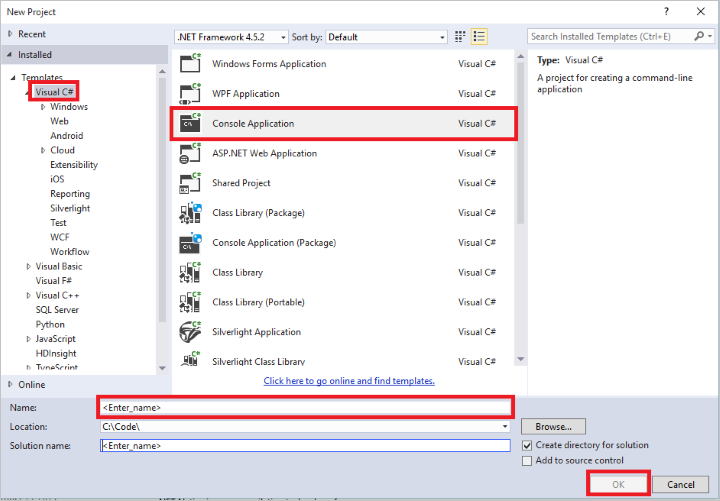 New Project
Recent
.NET Framework 4.5.2
Sort by:
Default
Search Installed Templates (Ctrl+E)
Installed
Templates
Visual C#
Windows
Web
Android
Cloud
Extensibility
iOS
Reporting
Silverlight
Test
WCF
Workflow
Visual Basic
Visual F#
Visual C++
SQL Server
Python
JavaScript
HDInsight
TypeScript
Online
Windows Forms Application Visual C#
WPF Application Visual C#
Console Application Visual C#
ASP.NET Web Application Visual C#
Shared Project Visual C#
Class Library (Package) Visual C#
Console Application (Package) Visual C#
Class Library Visual C#
Class Library (Portable) Visual C#
Silverlight Application Visual C#
Silverlight Class Library Visual C#
Click here to go online and find templates.
Type: Visual C#
A project for creating a command-line
application
Name: <Enter_name>
Location: C:\Code\
Browse...
Solution name: <Enter_name>
Create directory for solution
Add to source control
OK
Cancel